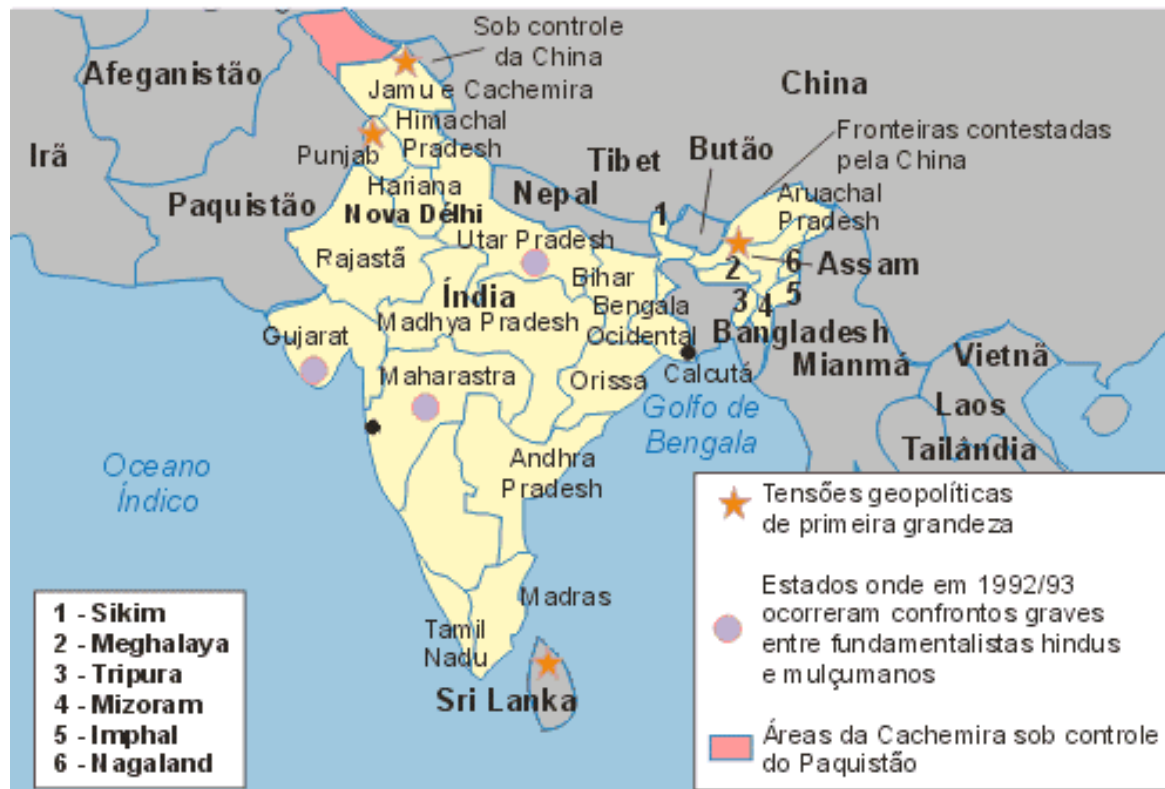 Sob controle
da China
Afeganistão
China
Jamu e Cachemira
Himachal
Pradesh
Fronteiras contestadas
pela China
Irã
Punjab
Tibet
Butão
Hariana
Paquistão
Nepal
Aruachal
Pradesh
Nova Délhi
1
Utar Pradesh
Rajastã
6
Assam
2
Bihar
Índia
5
3
4
Bengala
Ocidental
Madhya Pradesh
Gujarat
Bangladesh
Mianmá
Vietnã
Maharastra
Orissa
Calcutá
Laos
Golfo de
Bengala
Tailândia
Oceano
Índico
Andhra
Pradesh
Madras
Tamil
Nadu
Sri Lanka
Tensões geopolíticas
de primeira grandeza
Estados onde em 1992/93
ocorreram confrontos graves
entre fundamentalistas hindus
e mulçumanos
Áreas da Cachemira sob controle
do Paquistão
1 - Sikim
2 - Meghalaya
3 - Tripura
4 - Mizoram
5 - Imphal
6 - Nagaland